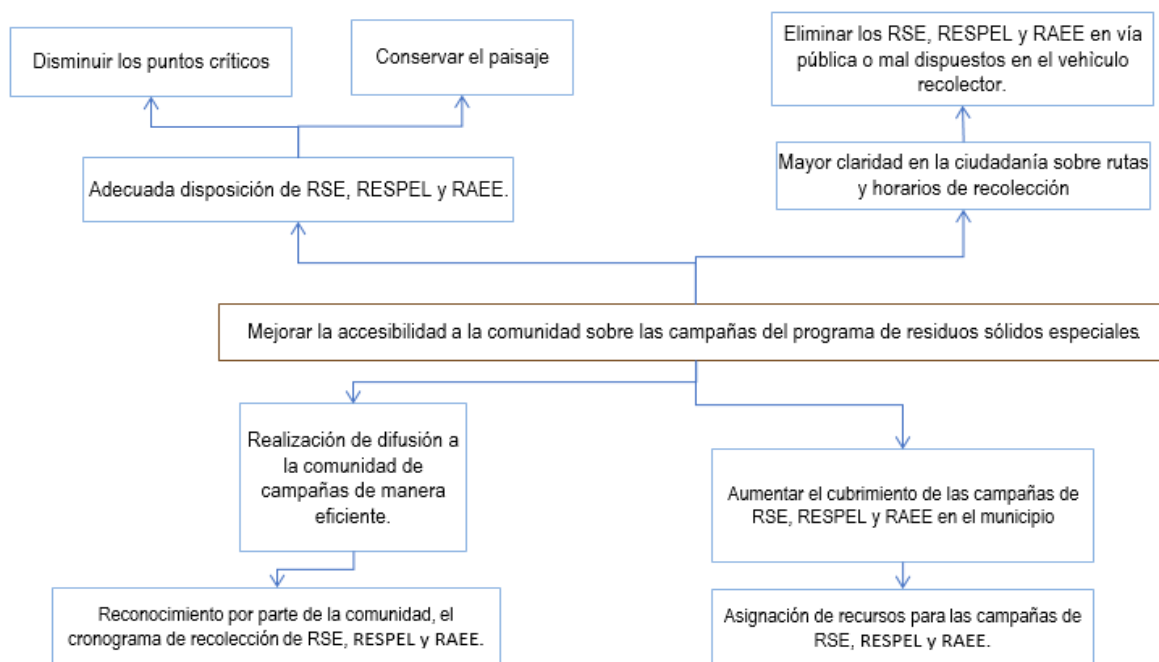 Disminuir los puntos críticos
Conservar el paisaje
Eliminar los RSE, RESPEL y RAEE en vía
pública o mal dispuestos en el vehìculo
recolector.
Adecuada disposición de RSE, RESPEL y RAEE.
Mayor claridad en la ciudadanía sobre rutas
y horarios de recolección
Mejorar la accesibilidad a la comunidad sobre las campañas del programa de residuos sólidos especiales.
Realización de difusión a
la comunidad de
campañas de manera
eficiente.
Aumentar el cubrimiento de las campañas de
RSE, RESPEL y RAEE en el municipio
Reconocimiento por parte de la comunidad, el
cronograma de recolección de RSE, RESPEL y RAEE.
Asignación de recursos para las campañas de
RSE, RESPEL y RAEE.